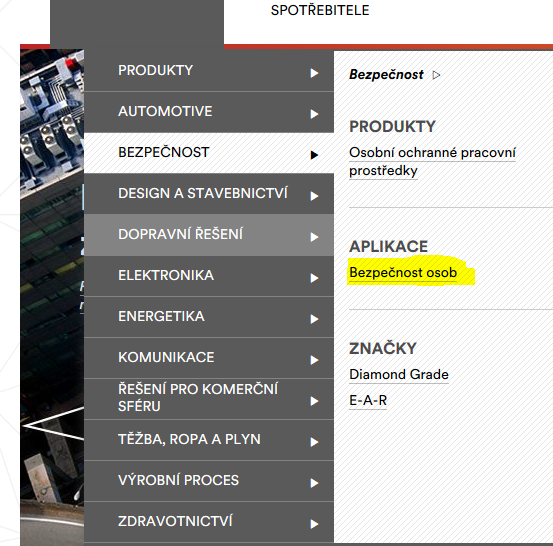 SPOTŘEBITELE
PRODUKTY
AUTOMOTIVE
BEZPEČNOST
DESIGN A STAVEBNICTVÍ
DOPRAVNÍ ŘEŠENÍ
ELEKTRONIKA
ENERGETIKA
KOMUNIKACE
ŘEŠENÍ PRO KOMERČNÍ
SFÉRU
TĚŽBA, ROPA A PLYN
VÝROBNÍ PROCES
ZDRAVOTNICTVÍ
Bezpečnost
PRODUKTY
Osobní ochranné pracovní
prostředky
APLIKACE
Bezpečnost osob
ZNAČKY
Diamond Grade
E-A-R